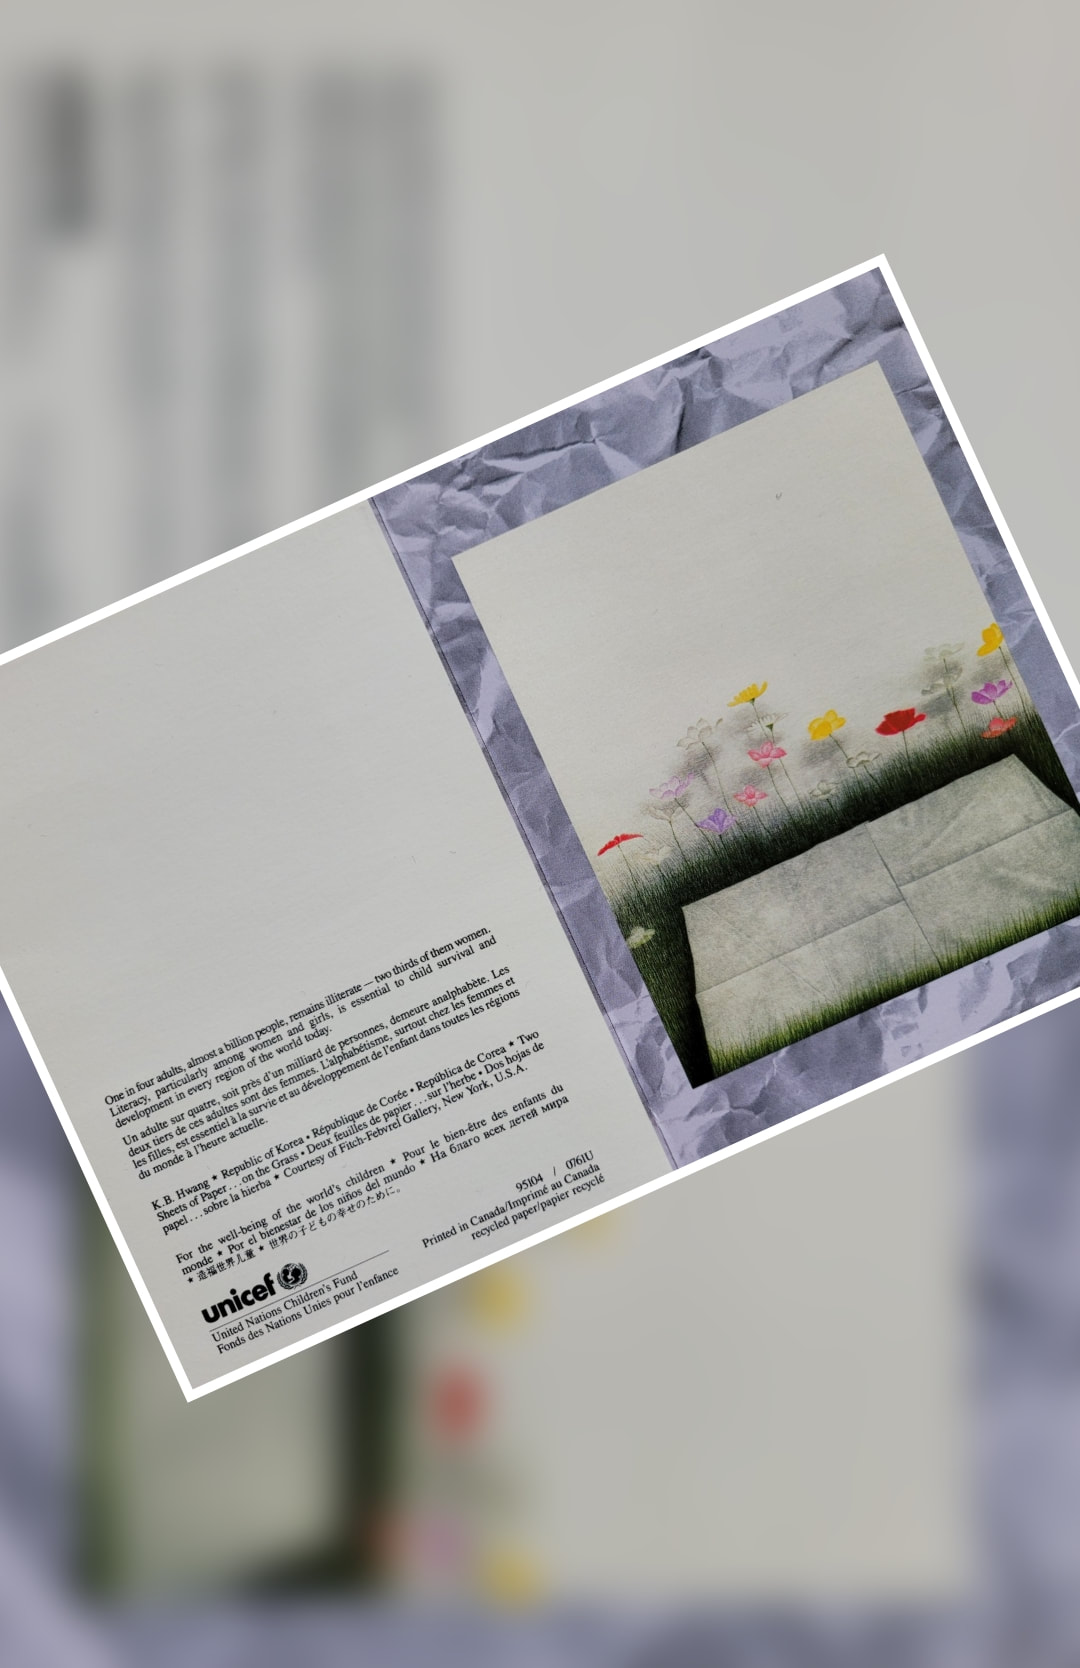 One in four adults, almost a billion people, remains illiterate — two thirds of them women.
Literacy, particularly among women and girls, is essential to child survival and
development in every region of the world today.
Un adulte sur quatre, soit près d'un milliard de personnes, demeure analphabète. Les
deux tiers de ces adultes sont des femmes. L'alphabétisme, surtout chez les femmes et
les filles, est essentiel à la survie et au développement de l'enfant dans toutes les régions
du monde à l'heure actuelle.
K.B. Hwang ★ Republic of Korea • République de Corée • República de Corea ★ Two
Sheets of Paper...on the Grass • Deux feuilles de papier...sur l'herbe • Dos hojas de
papel...sobre la hierba ★ Courtesy of Fitch-Febvrel Gallery, New York, U.S.A.
For the well-being of the world's children ★ Pour le bien-être des enfants du
monde ★ Por el bienestar de los niños del mundo ★ На благо всех детей мира
★ 造福世界儿童 ★ 世界の子どもの幸せのために。
unicef
United Nations Children's Fund
Fonds des Nations Unies pour l'enfance
95104 / 0761U
Printed in Canada/Imprimé au Canada
recycled paper/papier recyclé